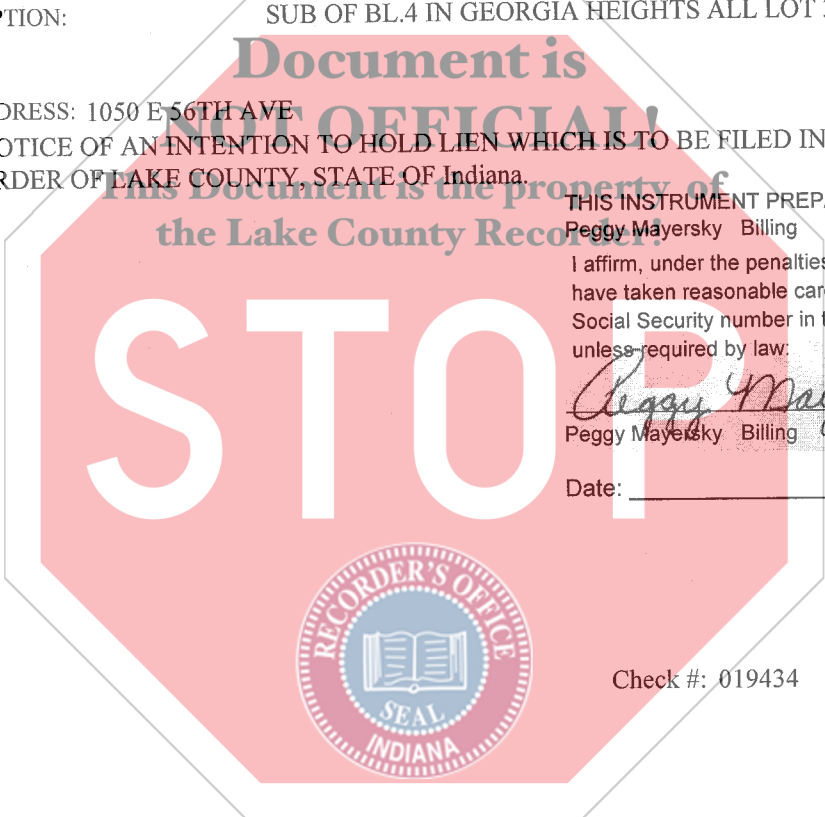 PTION: SUB OF BL.4 IN GEORGIA HEIGHTS ALL LOT
Document is
DRESS: 1050 E 56TH AVE
NOT OFFICIAL!
OTICE OF AN INTENTION TO HOLD LIEN WHICH IS TO BE FILED IN
RDER OF LAKE COUNTY, STATE OF Indiana.
This Document is the property of
the Lake County Recorder!
THIS INSTRUMENT PREPA
Peggy Mayersky Billing
I affirm, under the penalties
have taken reasonable car
Social Security number in t
unless required by law:
Peggy May
Peggy Mayersky Billing
Date:
STOP
RECORDER'S OFFICE
SEAL
INDIANA
Check #: 019434